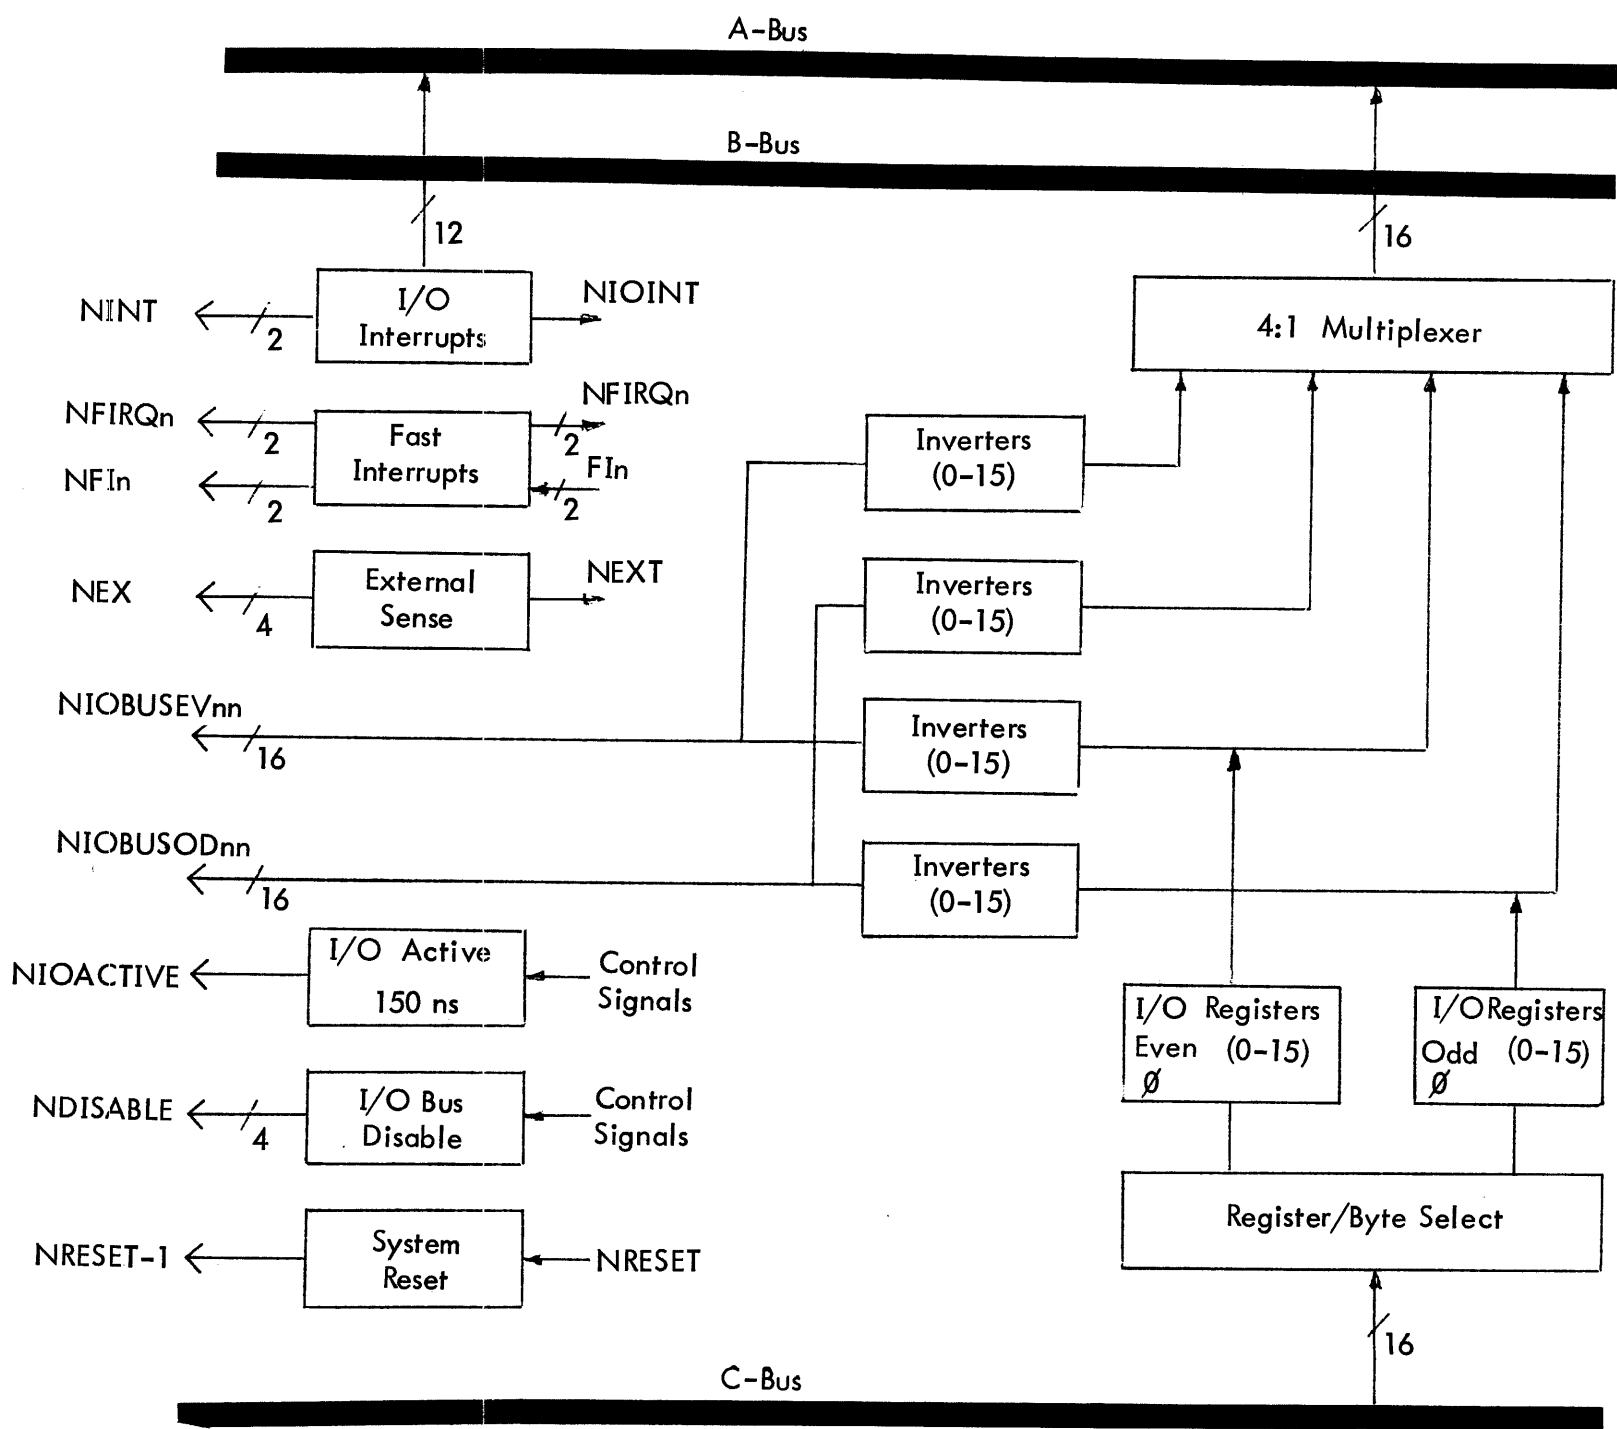 A-Bus
B-Bus
12
16
NINT
2
I/O
Interrupts
NIOINT
4:1 Multiplexer
NFIRQn
2
NFIn
2
Fast
Interrupts
NFIRQn
2
FIn
2
Inverters
(0-15)
NEX
4
External
Sense
NEXT
Inverters
(0-15)
NIOBUSEVnn
16
Inverters
(0-15)
NIOBUSODnn
16
Inverters
(0-15)
NIOACTIVE
I/O Active
150 ns
Control
Signals
I/O Registers
Even (0-15)
Ø
I/O Registers
Odd (0-15)
Ø
NDISABLE
4
I/O Bus
Disable
Control
Signals
NRESET-1
System
Reset
NRESET
Register/Byte Select
16
C-Bus